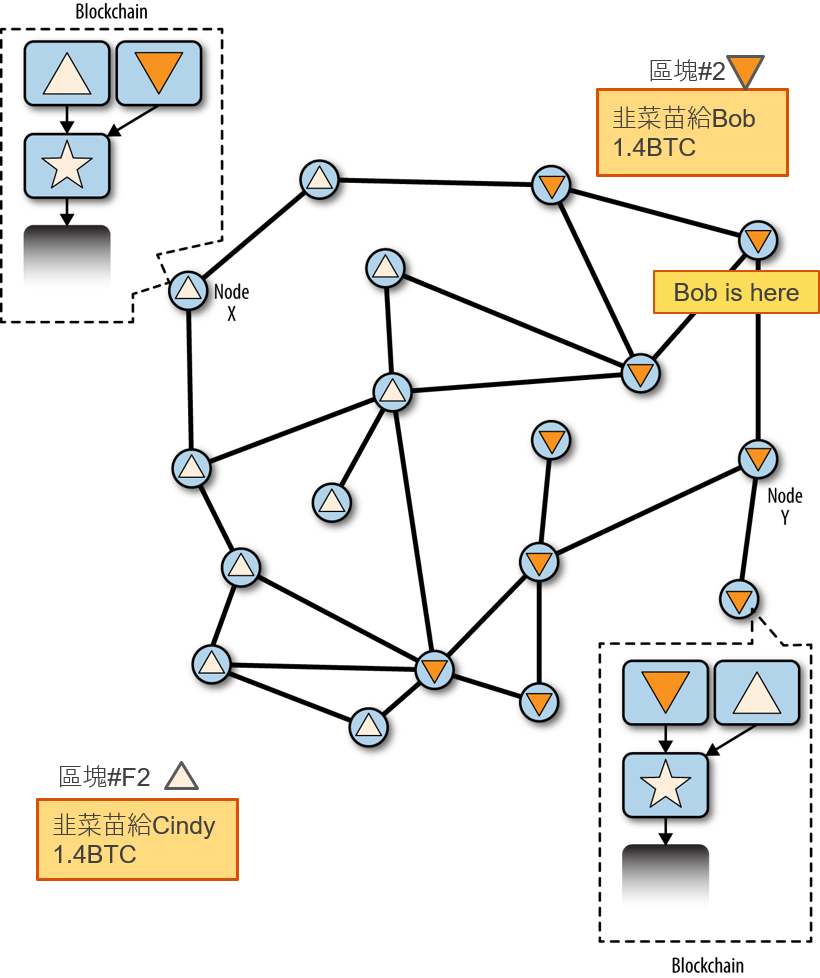 Blockchain
區塊#2
韭菜苗給Bob
1.4BTC
Bob is here
Node
X
Node
Y
區塊#F2
韭菜苗給Cindy
1.4BTC
Blockchain